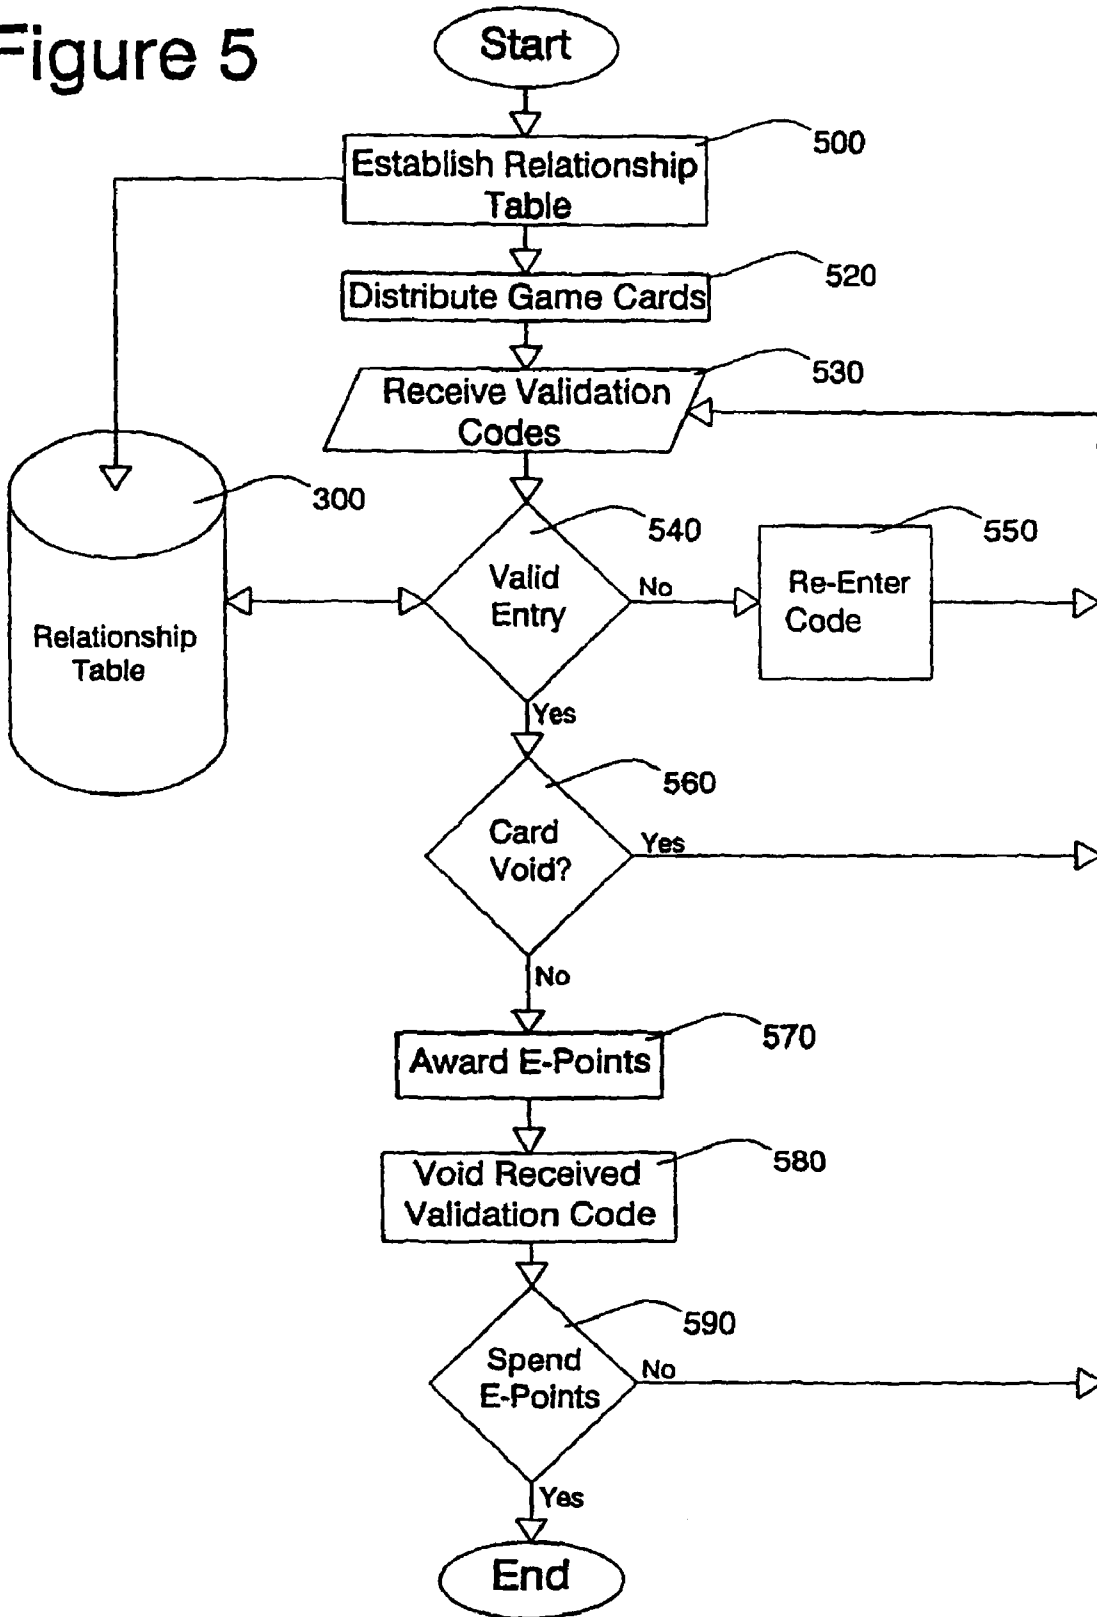 Figure 5
Start
500
Establish Relationship
Table
520
Distribute Game Cards
530
Receive Validation
Codes
300
540
550
Valid
Entry
No
Re-Enter
Code
Relationship
Table
Yes
560
Card
Void?
Yes
No
570
Award E-Points
580
Void Received
Validation Code
590
Spend
E-Points
No
Yes
End